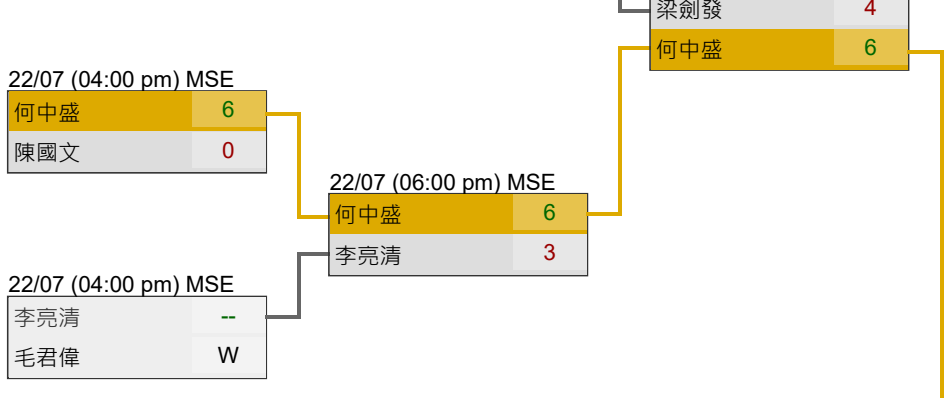 梁劍發 4
何中盛 6
22/07 (04:00 pm) MSE
何中盛 6
陳國文 0
22/07 (06:00 pm) MSE
何中盛 6
李亮清 3
22/07 (04:00 pm) MSE
李亮清 --
毛君偉 W